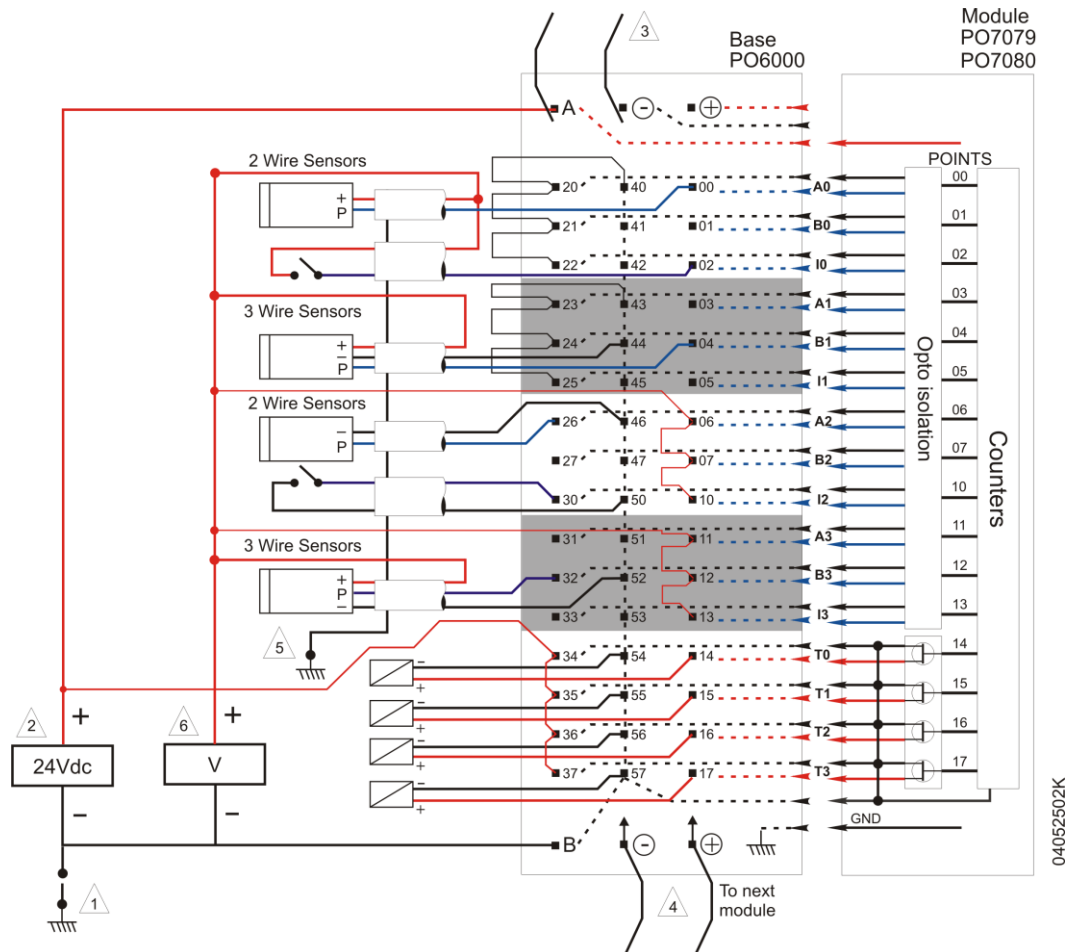 Module
PO7079
PO7080
Base
PO6000
3
A - +
POINTS
2 Wire Sensors
+
P
20 40 00 A0 00
21 41 01 B0 01
22 42 02 I0 02
3 Wire Sensors
+
–
P
23 43 03 A1 03
24 44 04 B1 04
25 45 05 I1 05
Opto isolation
Counters
2 Wire Sensors
–
P
26 46 06 A2 06
27 47 07 B2 07
30 50 10 I2 10
3 Wire Sensors
+
P
–
31 51 11 A3 11
32 52 12 B3 12
33 53 13 I3 13
5
- +
34 54 14 T0 14
- +
35 55 15 T1 15
- +
36 56 16 T2 16
- +
37 57 17 T3 17
2 + 6 +
24Vdc V
– –
B - +
GND
1
4
To next
module
04052502K